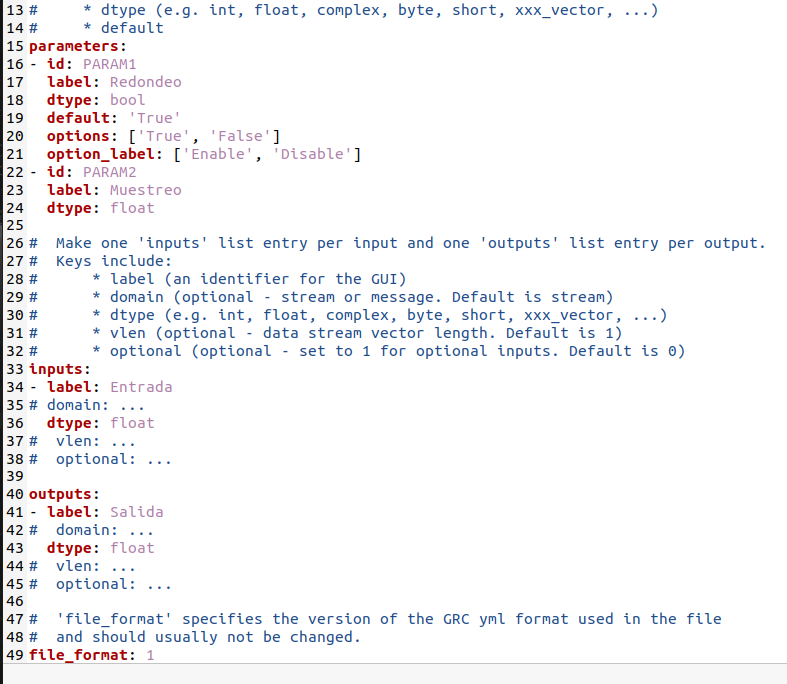 13 #     * dtype (e.g. int, float, complex, byte, short, xxx_vector, ...)
14 #     * default
15 parameters:
16 - id: PARAM1
17   label: Redondeo
18   dtype: bool
19   default: 'True'
20   options: ['True', 'False']
21   option_label: ['Enable', 'Disable']
22 - id: PARAM2
23   label: Muestreo
24   dtype: float
25
26 #  Make one 'inputs' list entry per input and one 'outputs' list entry per output.
27 #  Keys include:
28 #      * label (an identifier for the GUI)
29 #      * domain (optional - stream or message. Default is stream)
30 #      * dtype (e.g. int, float, complex, byte, short, xxx_vector, ...)
31 #      * vlen (optional - data stream vector length. Default is 1)
32 #      * optional (optional - set to 1 for optional inputs. Default is 0)
33 inputs:
34 - label: Entrada
35 # domain: ...
36   dtype: float
37 #  vlen: ...
38 #  optional: ...
39
40 outputs:
41 - label: Salida
42 #  domain: ...
43   dtype: float
44 #  vlen: ...
45 #  optional: ...
46
47 #  'file_format' specifies the version of the GRC yml format used in the file
48 #  and should usually not be changed.
49 file_format: 1